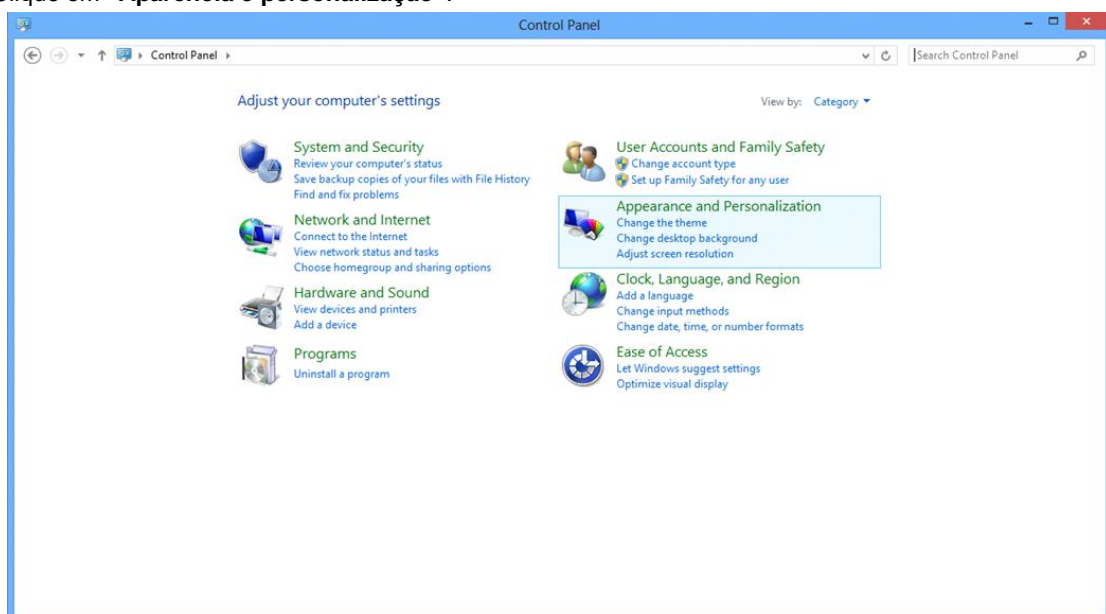 "Aparência e personalização".
Control Panel
Control Panel
Search Control Panel
Adjust your computer's settings
View by: Category
System and Security
Review your computer's status
Save backup copies of your files with File History
Find and fix problems
Network and Internet
Connect to the Internet
View network status and tasks
Choose homegroup and sharing options
Hardware and Sound
View devices and printers
Add a device
Programs
Uninstall a program
User Accounts and Family Safety
Change account type
Set up Family Safety for any user
Appearance and Personalization
Change the theme
Change desktop background
Adjust screen resolution
Clock, Language, and Region
Add a language
Change input methods
Change date, time, or number formats
Ease of Access
Let Windows suggest settings
Optimize visual display